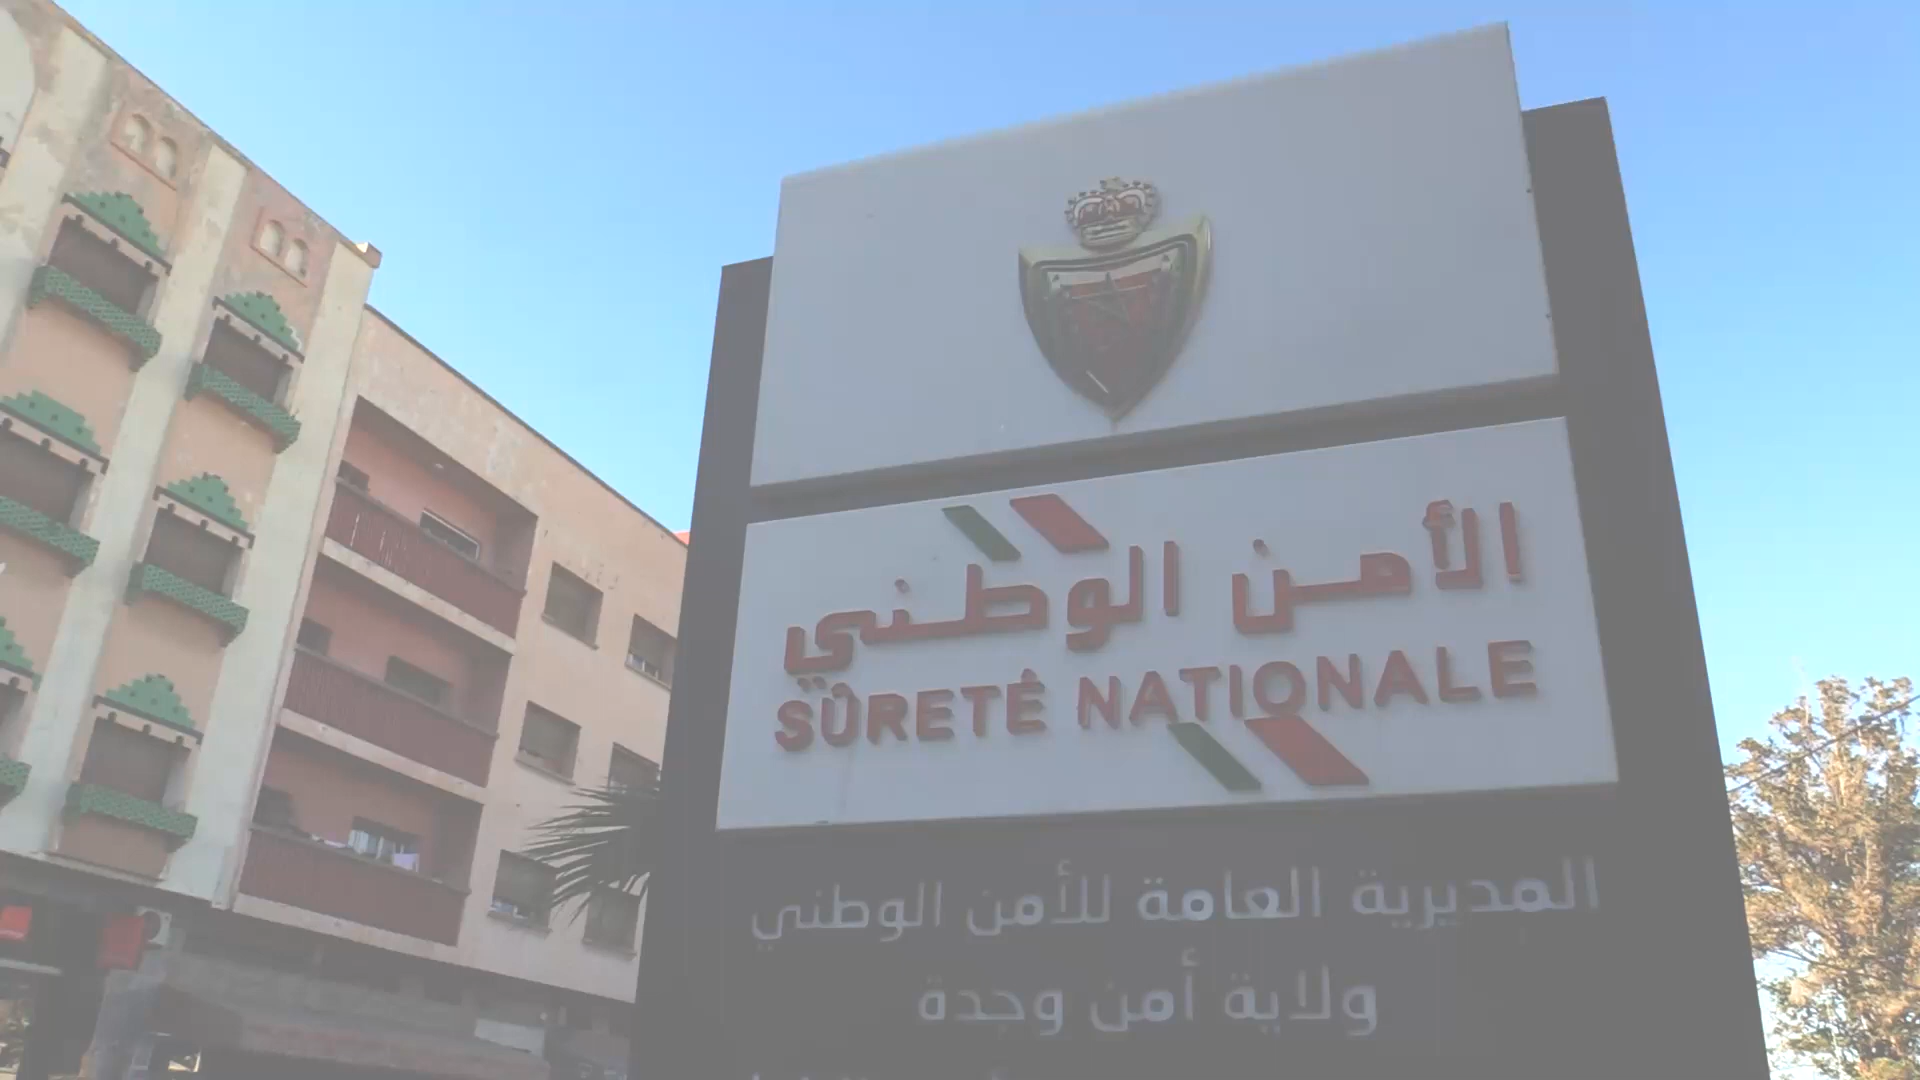 الأمن الوطني
SÛRETÉ NATIONALE
المديرية العامة للأمن الوطني
ولاية أمن وجدة